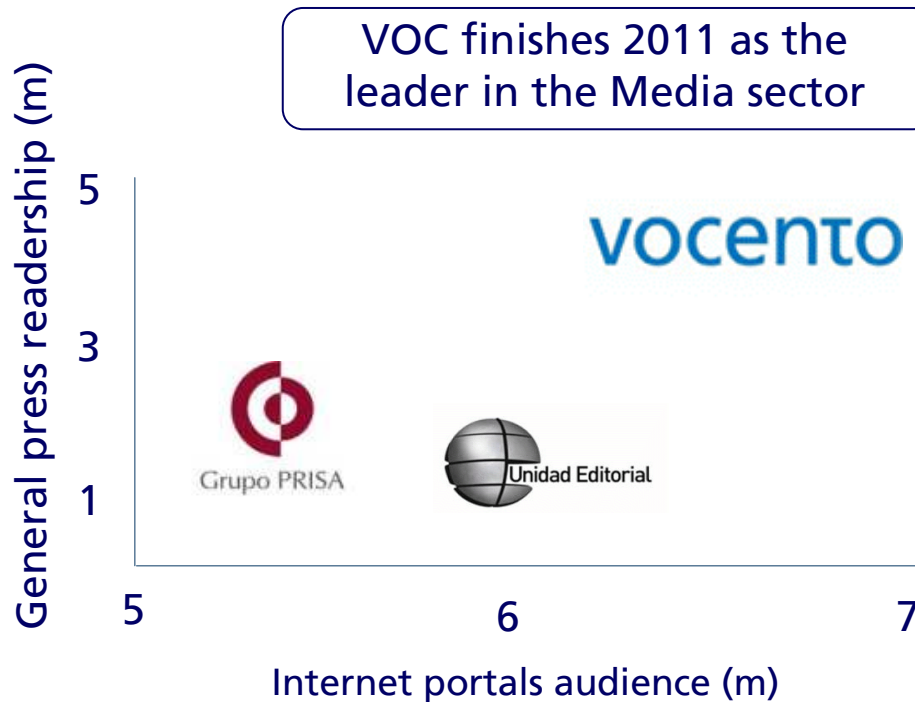 VOC finishes 2011 as the
leader in the Media sector
General press readership (m)
5
vocento
3
Grupo PRISA
Unidad Editorial
1
5
6
7
Internet portals audience (m)